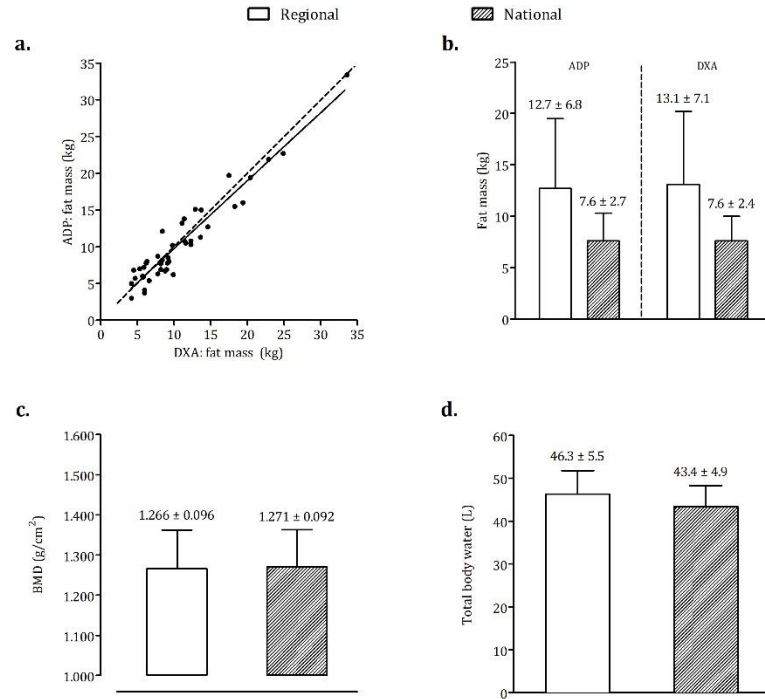 Regional National
a.
ADP: fat mass (kg)
35
30
25
20
15
10
5
0
0 5 10 15 20 25 30 35
DXA: fat mass (kg)
b.
ADP DXA
Fat mass (kg)
25
20
15
10
5
0
12.7 ± 6.8
7.6 ± 2.7
13.1 ± 7.1
7.6 ± 2.4
c.
BMD (g/cm²)
1.600
1.500
1.400
1.300
1.200
1.100
1.000
1.266 ± 0.096
1.271 ± 0.092
d.
Total body water (L)
60
50
40
30
20
10
0
46.3 ± 5.5
43.4 ± 4.9